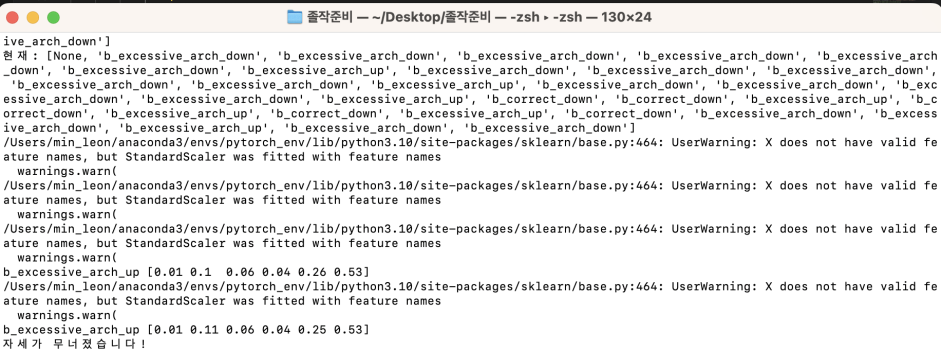 졸작준비 — ~/Desktop/졸작준비 — -zsh ▸ -zsh — 130×24
ive_arch_down']
현재: [None, 'b_excessive_arch_down', 'b_excessive_arch_down', 'b_excessive_arch_down', 'b_excessive_arch_down', 'b_excessive_arch
_down', 'b_excessive_arch_down', 'b_excessive_arch_up', 'b_excessive_arch_down', 'b_excessive_arch_down', 'b_excessive_arch_down',
 'b_excessive_arch_down', 'b_excessive_arch_down', 'b_excessive_arch_up', 'b_excessive_arch_down', 'b_excessive_arch_down', 'b_exc
essive_arch_down', 'b_excessive_arch_down', 'b_excessive_arch_up', 'b_correct_down', 'b_correct_down', 'b_excessive_arch_up', 'b_c
orrect_down', 'b_excessive_arch_up', 'b_correct_down', 'b_excessive_arch_up', 'b_correct_down', 'b_excessive_arch_down', 'b_excess
ive_arch_down', 'b_excessive_arch_up', 'b_excessive_arch_down', 'b_excessive_arch_down']
/Users/min_leon/anaconda3/envs/pytorch_env/lib/python3.10/site-packages/sklearn/base.py:464: UserWarning: X does not have valid fe
ature names, but StandardScaler was fitted with feature names
  warnings.warn(
/Users/min_leon/anaconda3/envs/pytorch_env/lib/python3.10/site-packages/sklearn/base.py:464: UserWarning: X does not have valid fe
ature names, but StandardScaler was fitted with feature names
  warnings.warn(
/Users/min_leon/anaconda3/envs/pytorch_env/lib/python3.10/site-packages/sklearn/base.py:464: UserWarning: X does not have valid fe
ature names, but StandardScaler was fitted with feature names
  warnings.warn(
b_excessive_arch_up [0.01 0.1  0.06 0.04 0.26 0.53]
/Users/min_leon/anaconda3/envs/pytorch_env/lib/python3.10/site-packages/sklearn/base.py:464: UserWarning: X does not have valid fe
ature names, but StandardScaler was fitted with feature names
  warnings.warn(
b_excessive_arch_up [0.01 0.11 0.06 0.04 0.25 0.53]
자세가 무너졌습니다!